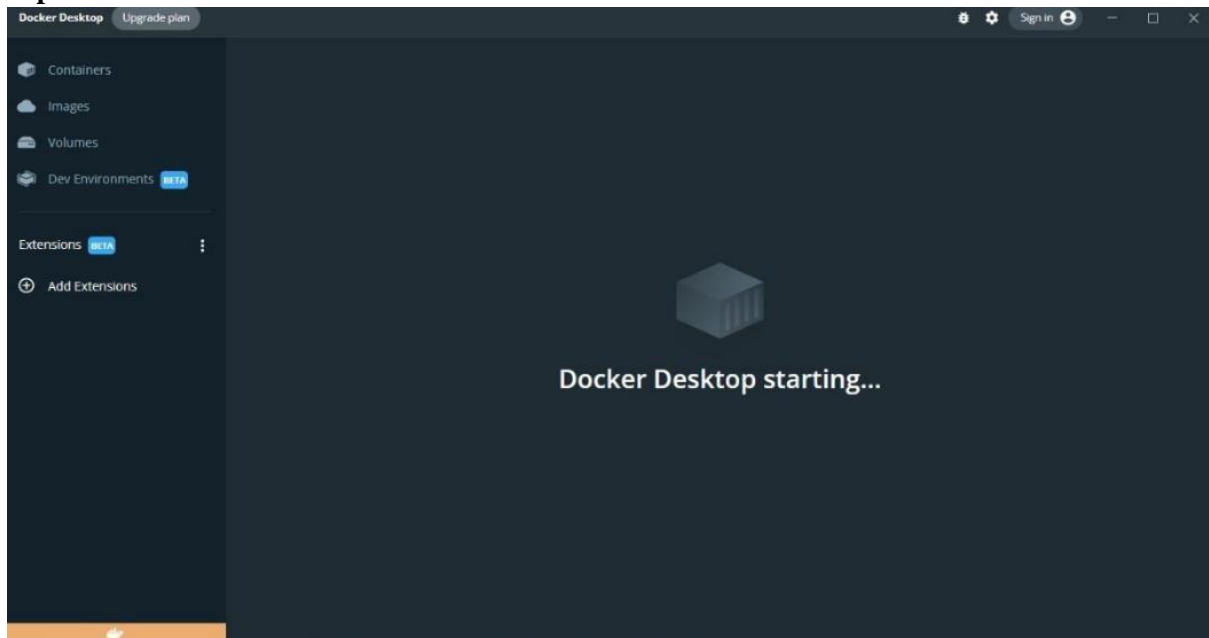 Docker Desktop Upgrade plan Sign in
Containers
Images
Volumes
Dev Environments BETA
Extensions BETA
Add Extensions
Docker Desktop starting...